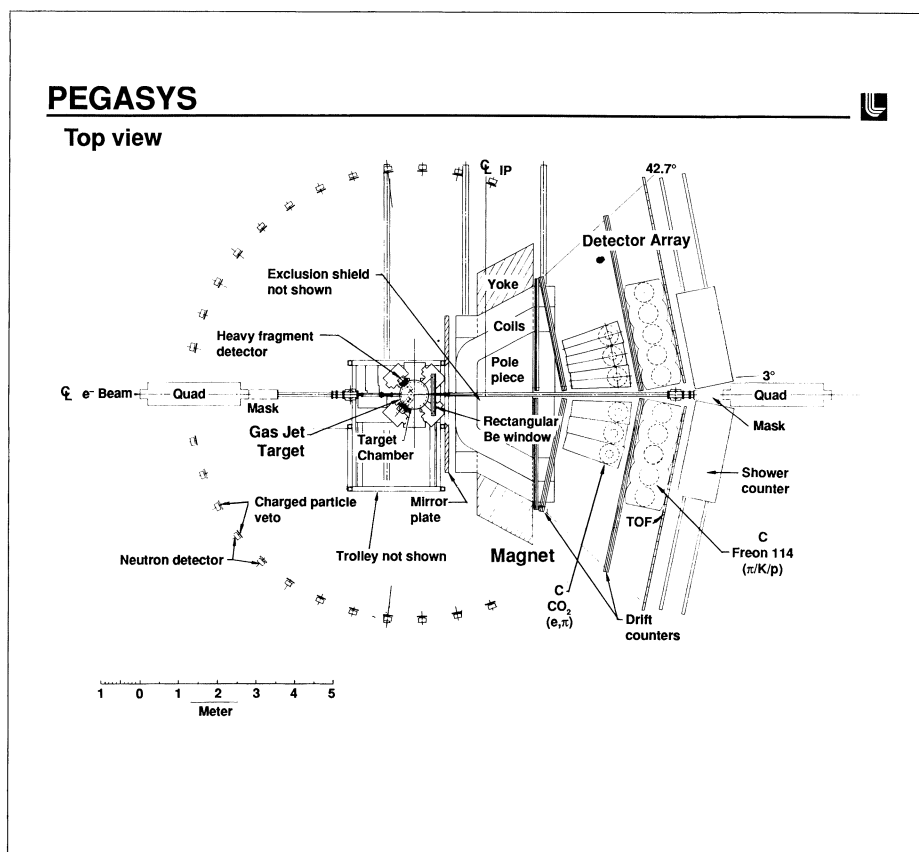 PEGASYS
Top view
℄ IP
42.7°
Detector Array
Exclusion shield
not shown
Yoke
Heavy fragment
detector
Coils
Pole
piece
3°
℄ e⁻ Beam
Quad
Quad
Mask
Mask
Gas Jet
Target
Target
Chamber
Rectangular
Be window
Shower
counter
Charged particle
veto
Mirror
plate
TOF
C
Freon 114
(π/K/p)
Neutron detector
Trolley not shown
Magnet
C
CO₂
(e,π)
Drift
counters
1 0 1 2 3 4 5
Meter